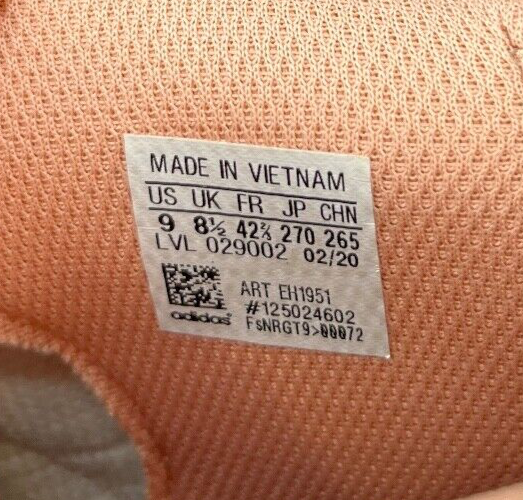 MADE IN VIETNAM
US UK FR JP CHN
9 8½ 42⅔ 270 265
LVL 029002 02/20
ART EH1951
#125024602
adidas FsNRGT9>00072